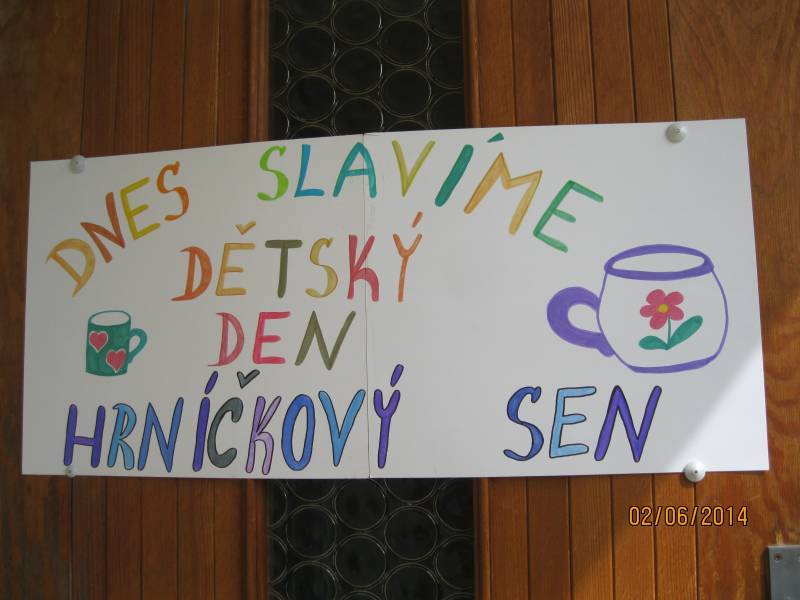 DNES SLAVÍME
DĚTSKÝ
DEN
HRNÍČKOVÝ SEN
02/06/2014